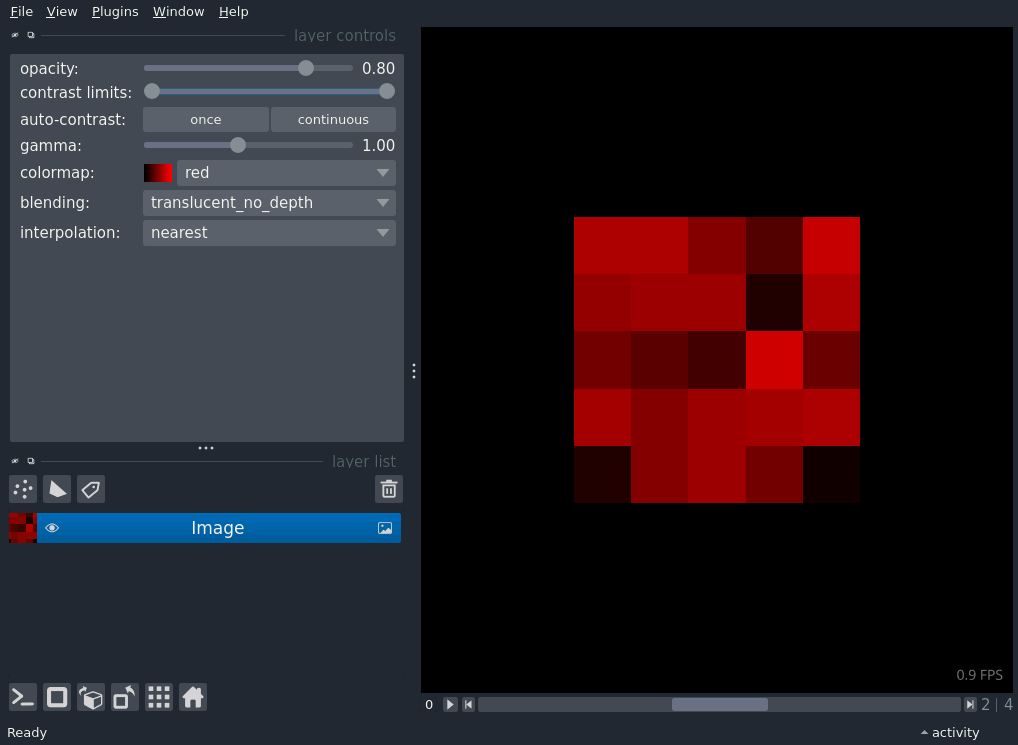 File View Plugins Window Help
layer controls
opacity: 0.80
contrast limits:
auto-contrast: once continuous
gamma: 1.00
colormap: red
blending: translucent_no_depth
interpolation: nearest
layer list
Image
0.9 FPS
0 2 | 4
Ready activity